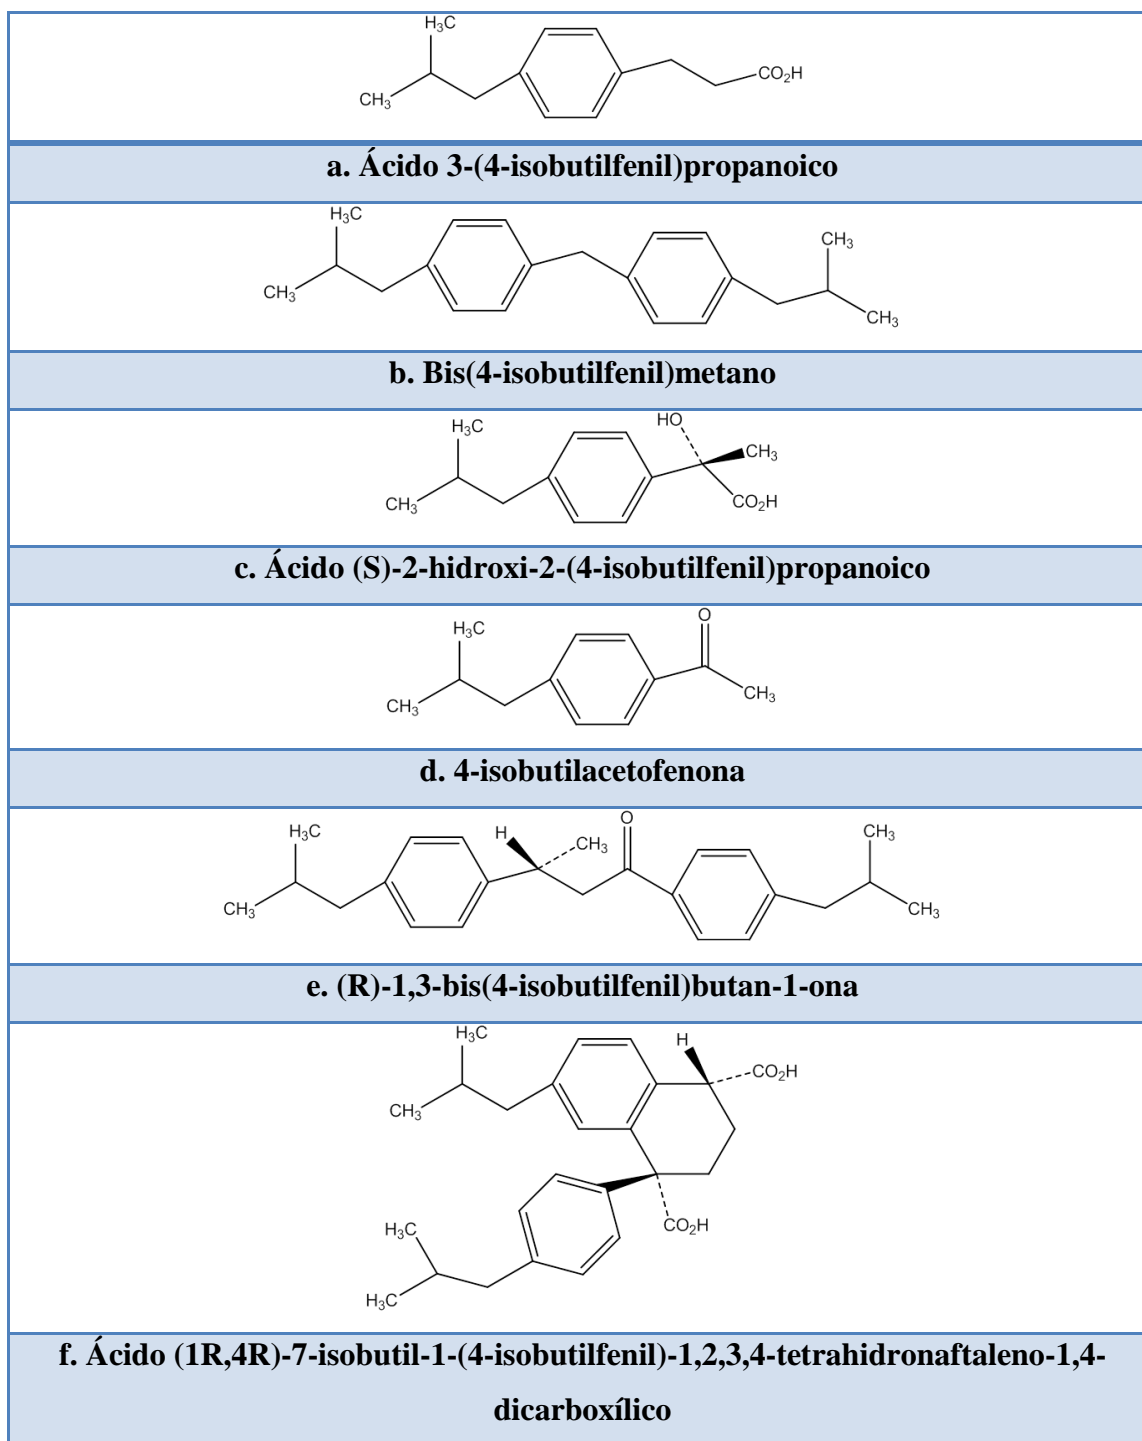 H₃C
CH₃
CO₂H
a. Ácido 3-(4-isobutilfenil)propanoico
H₃C
CH₃
CH₃
CH₃
b. Bis(4-isobutilfenil)metano
HO
H₃C
CH₃
CH₃
CO₂H
c. Ácido (S)-2-hidroxi-2-(4-isobutilfenil)propanoico
O
H₃C
CH₃
CH₃
d. 4-isobutilacetofenona
O
H₃C
H
CH₃
CH₃
CH₃
CH₃
e. (R)-1,3-bis(4-isobutilfenil)butan-1-ona
H₃C
H
CO₂H
CH₃
CO₂H
H₃C
H₃C
f. Ácido (1R,4R)-7-isobutil-1-(4-isobutilfenil)-1,2,3,4-tetrahidronaftaleno-1,4-
dicarboxílico